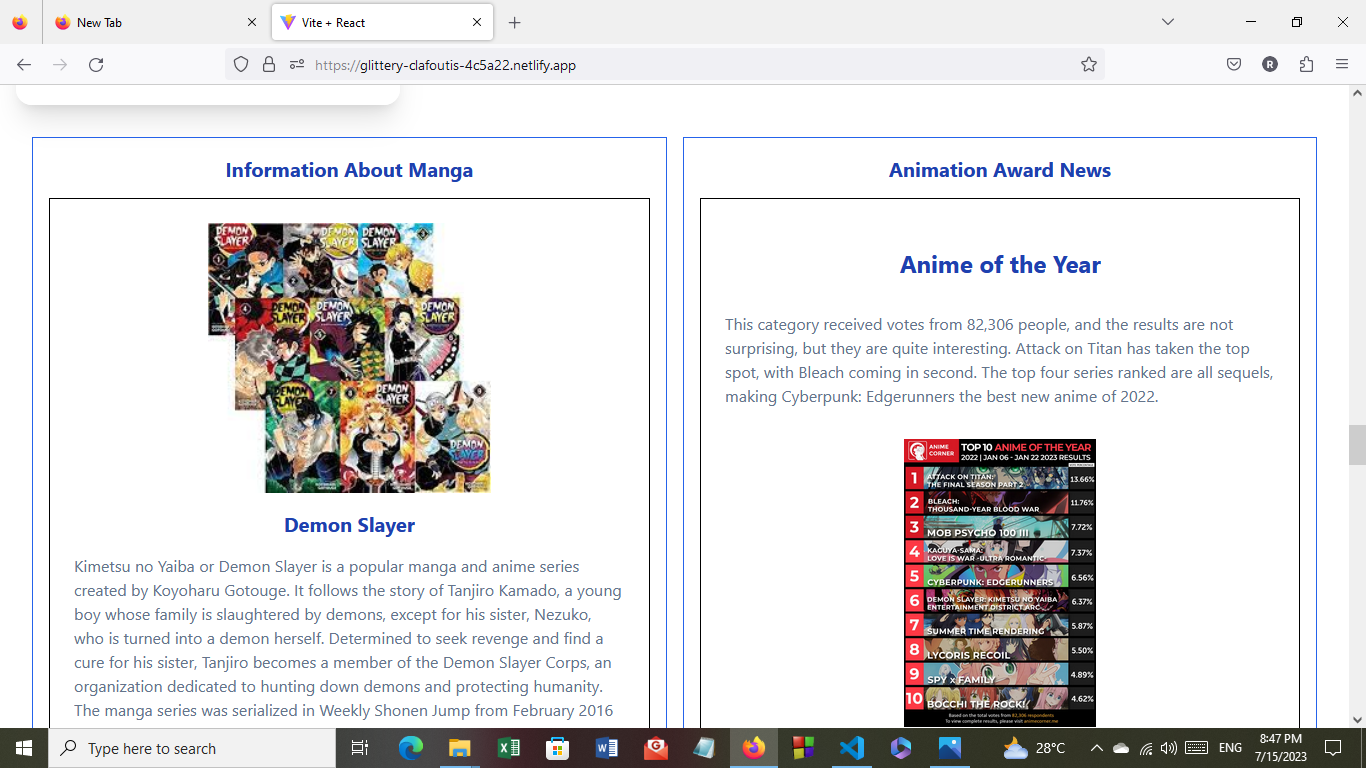 New Tab
Vite + React
https://glittery-clafoutis-4c5a22.netlify.app
R
Information About Manga
DEMON SLAYER
1
DEMON SLAYER
DEMON SLAYER
3
4
DEMON SLAYER
DEMON SLAYER
5
DEMON SLAYER
DEMON SLAYER
7
DEMON SLAYER
8
9
DEMON SLAYER
Demon Slayer
Kimetsu no Yaiba or Demon Slayer is a popular manga and anime series
created by Koyoharu Gotouge. It follows the story of Tanjiro Kamado, a young
boy whose family is slaughtered by demons, except for his sister, Nezuko,
who is turned into a demon herself. Determined to seek revenge and find a
cure for his sister, Tanjiro becomes a member of the Demon Slayer Corps, an
organization dedicated to hunting down demons and protecting humanity.
The manga series was serialized in Weekly Shonen Jump from February 2016
Animation Award News
Anime of the Year
This category received votes from 82,306 people, and the results are not
surprising, but they are quite interesting. Attack on Titan has taken the top
spot, with Bleach coming in second. The top four series ranked are all sequels,
making Cyberpunk: Edgerunners the best new anime of 2022.
ANIME CORNER
TOP 10 ANIME OF THE YEAR
2022 | JAN 06 - JAN 22 2023 RESULTS
1 ATTACK ON TITAN: THE FINAL SEASON PART 2 13.66%
2 BLEACH: THOUSAND-YEAR BLOOD WAR 11.76%
3 MOB PSYCHO 100 III 7.72%
4 KAGUYA-SAMA: LOVE IS WAR -ULTRA ROMANTIC- 7.37%
5 CYBERPUNK: EDGERUNNERS 6.56%
6 DEMON SLAYER: KIMETSU NO YAIBA ENTERTAINMENT DISTRICT ARC 6.37%
7 SUMMER TIME RENDERING 5.87%
8 LYCORIS RECOIL 5.50%
9 SPY x FAMILY 4.89%
10 BOCCHI THE ROCK! 4.62%
Based on the total votes from 82,306 respondents
To view complete results, please visit animecorner.me
Type here to search
28°C
ENG
8:47 PM
7/15/2023